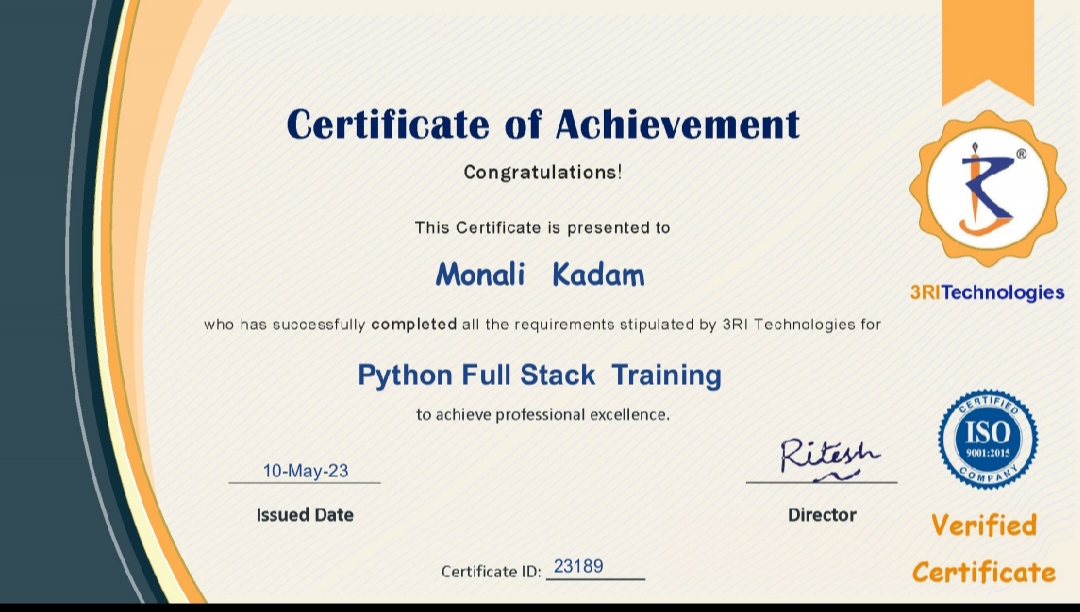 Certificate of Achievement
Congratulations!
This Certificate is presented to
Monali Kadam
who has successfully completed all the requirements stipulated by 3RI Technologies for
Python Full Stack Training
to achieve professional excellence.
10-May-23
Issued Date
Ritesh
Director
Certificate ID: 23189
®
3RITechnologies
CERTIFIED
ISO
9001:2015
COMPANY
Verified
Certificate